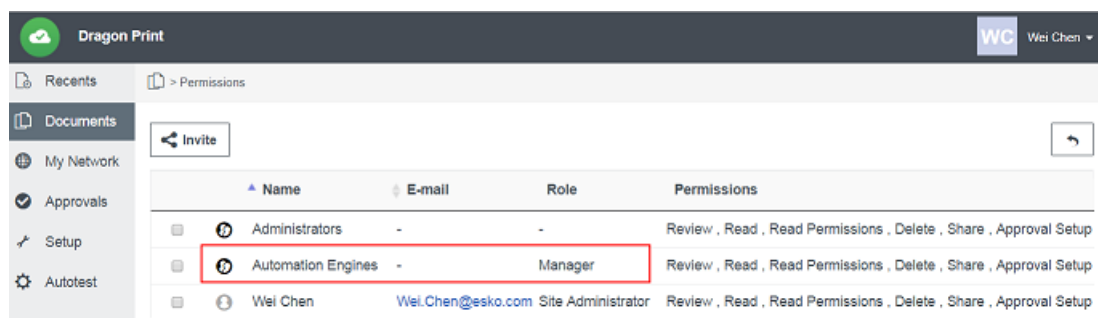 Dragon Print
WC Wei Chen
Recents
> Permissions
Documents
Invite
My Network
Name E-mail Role Permissions
Approvals
Administrators - - Review , Read , Read Permissions , Delete , Share , Approval Setup
Setup
Automation Engines - Manager Review , Read , Read Permissions , Delete , Share , Approval Setup
Autotest
Wei Chen Wei.Chen@esko.com Site Administrator Review , Read , Read Permissions , Delete , Share , Approval Setup